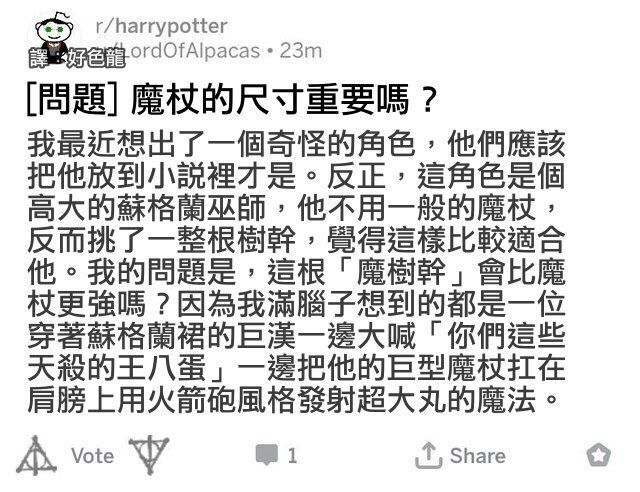 r/harrypotter
/LordOfAlpacas • 23m
譯：好色龍
[問題] 魔杖的尺寸重要嗎？
我最近想出了一個奇怪的角色，他們應該
把他放到小說裡才是。反正，這角色是個
高大的蘇格蘭巫師，他不用一般的魔杖，
反而挑了一整根樹幹，覺得這樣比較適合
他。我的問題是，這根「魔樹幹」會比魔
杖更強嗎？因為我滿腦子想到的都是一位
穿著蘇格蘭裙的巨漢一邊大喊「你們這些
天殺的王八蛋」一邊把他的巨型魔杖扛在
肩膀上用火箭砲風格發射超大丸的魔法。
Vote 1 Share